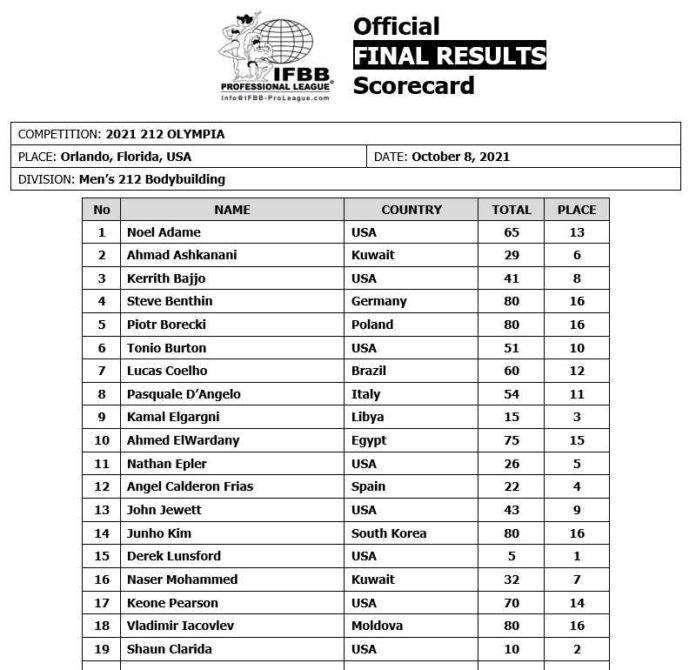 Official
FINAL RESULTS
Scorecard
IFBB
PROFESSIONAL LEAGUE®
Info@IFBB-ProLeague.com
COMPETITION: 2021 212 OLYMPIA
PLACE: Orlando, Florida, USA DATE: October 8, 2021
DIVISION: Men's 212 Bodybuilding
No NAME COUNTRY TOTAL PLACE
1 Noel Adame USA 65 13
2 Ahmad Ashkanani Kuwait 29 6
3 Kerrith Bajjo USA 41 8
4 Steve Benthin Germany 80 16
5 Piotr Borecki Poland 80 16
6 Tonio Burton USA 51 10
7 Lucas Coelho Brazil 60 12
8 Pasquale D'Angelo Italy 54 11
9 Kamal Elgargni Libya 15 3
10 Ahmed ElWardany Egypt 75 15
11 Nathan Epler USA 26 5
12 Angel Calderon Frias Spain 22 4
13 John Jewett USA 43 9
14 Junho Kim South Korea 80 16
15 Derek Lunsford USA 5 1
16 Naser Mohammed Kuwait 32 7
17 Keone Pearson USA 70 14
18 Vladimir Iacovlev Moldova 80 16
19 Shaun Clarida USA 10 2